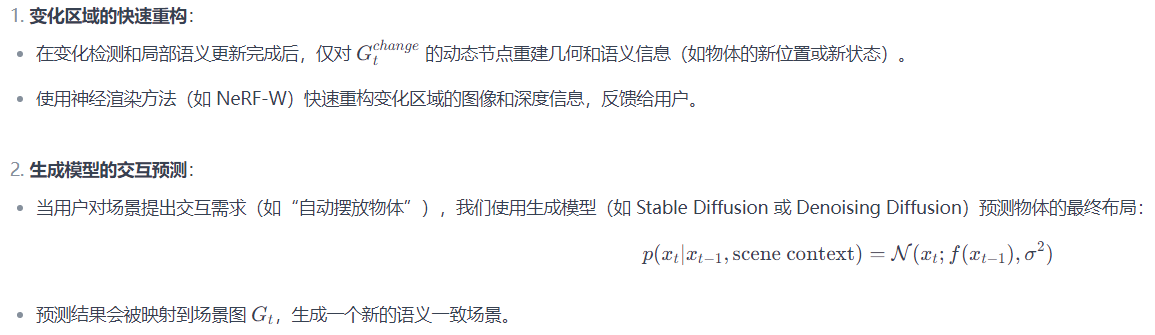 1. 变化区域的快速重构：
• 在变化检测和局部语义更新完成后，仅对 $G_t^{change}$ 的动态节点重建几何和语义信息（如物体的新位置或新状态）。
• 使用神经渲染方法（如 NeRF-W）快速重构变化区域的图像和深度信息，反馈给用户。
2. 生成模型的交互预测：
• 当用户对场景提出交互需求（如“自动摆放物体”），我们使用生成模型（如 Stable Diffusion 或 Denoising Diffusion）预测物体的最终布局：
$p(x_t|x_{t-1}, \text{scene context}) = \mathcal{N}(x_t; f(x_{t-1}), \sigma^2)$
• 预测结果会被映射到场景图 $G_t$，生成一个新的语义一致场景。